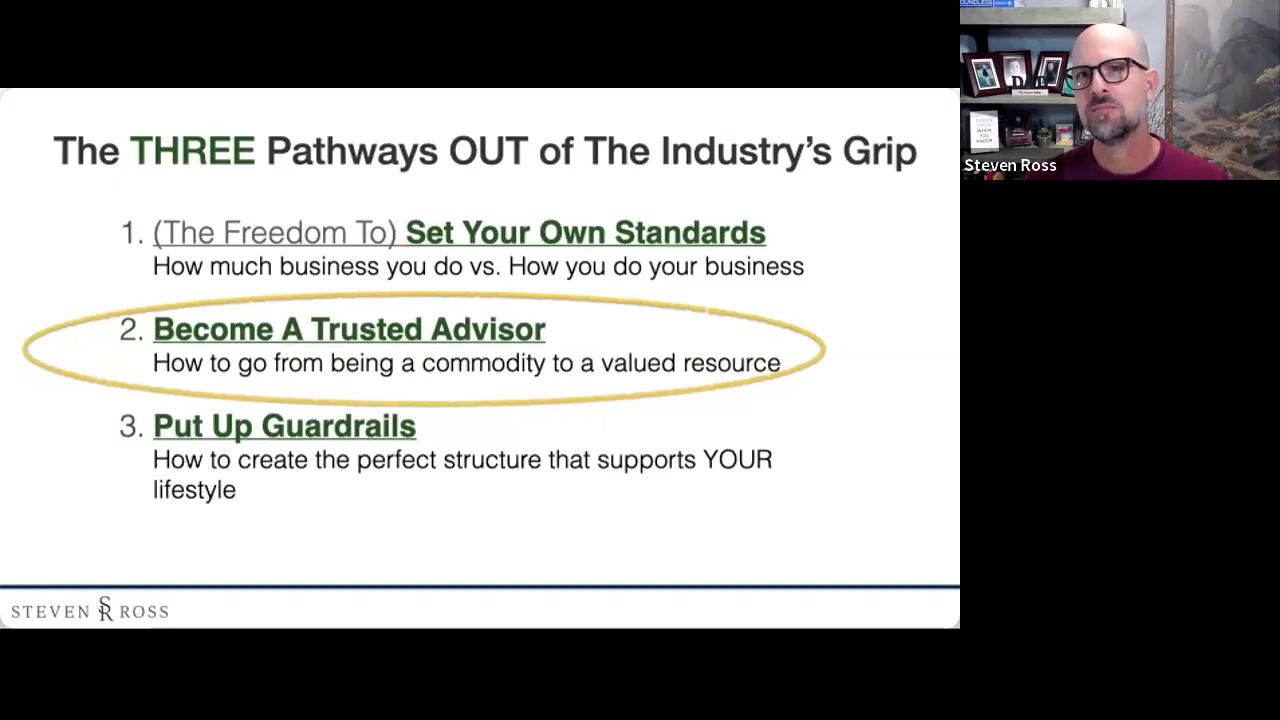 OUNDLESS
The THREE Pathways OUT of The Industry's Grip
Steven Ross
1. (The Freedom To) Set Your Own Standards
How much business you do vs. How you do your business
2. Become A Trusted Advisor
How to go from being a commodity to a valued resource
3. Put Up Guardrails
How to create the perfect structure that supports YOUR
lifestyle
STEVEN SR ROSS